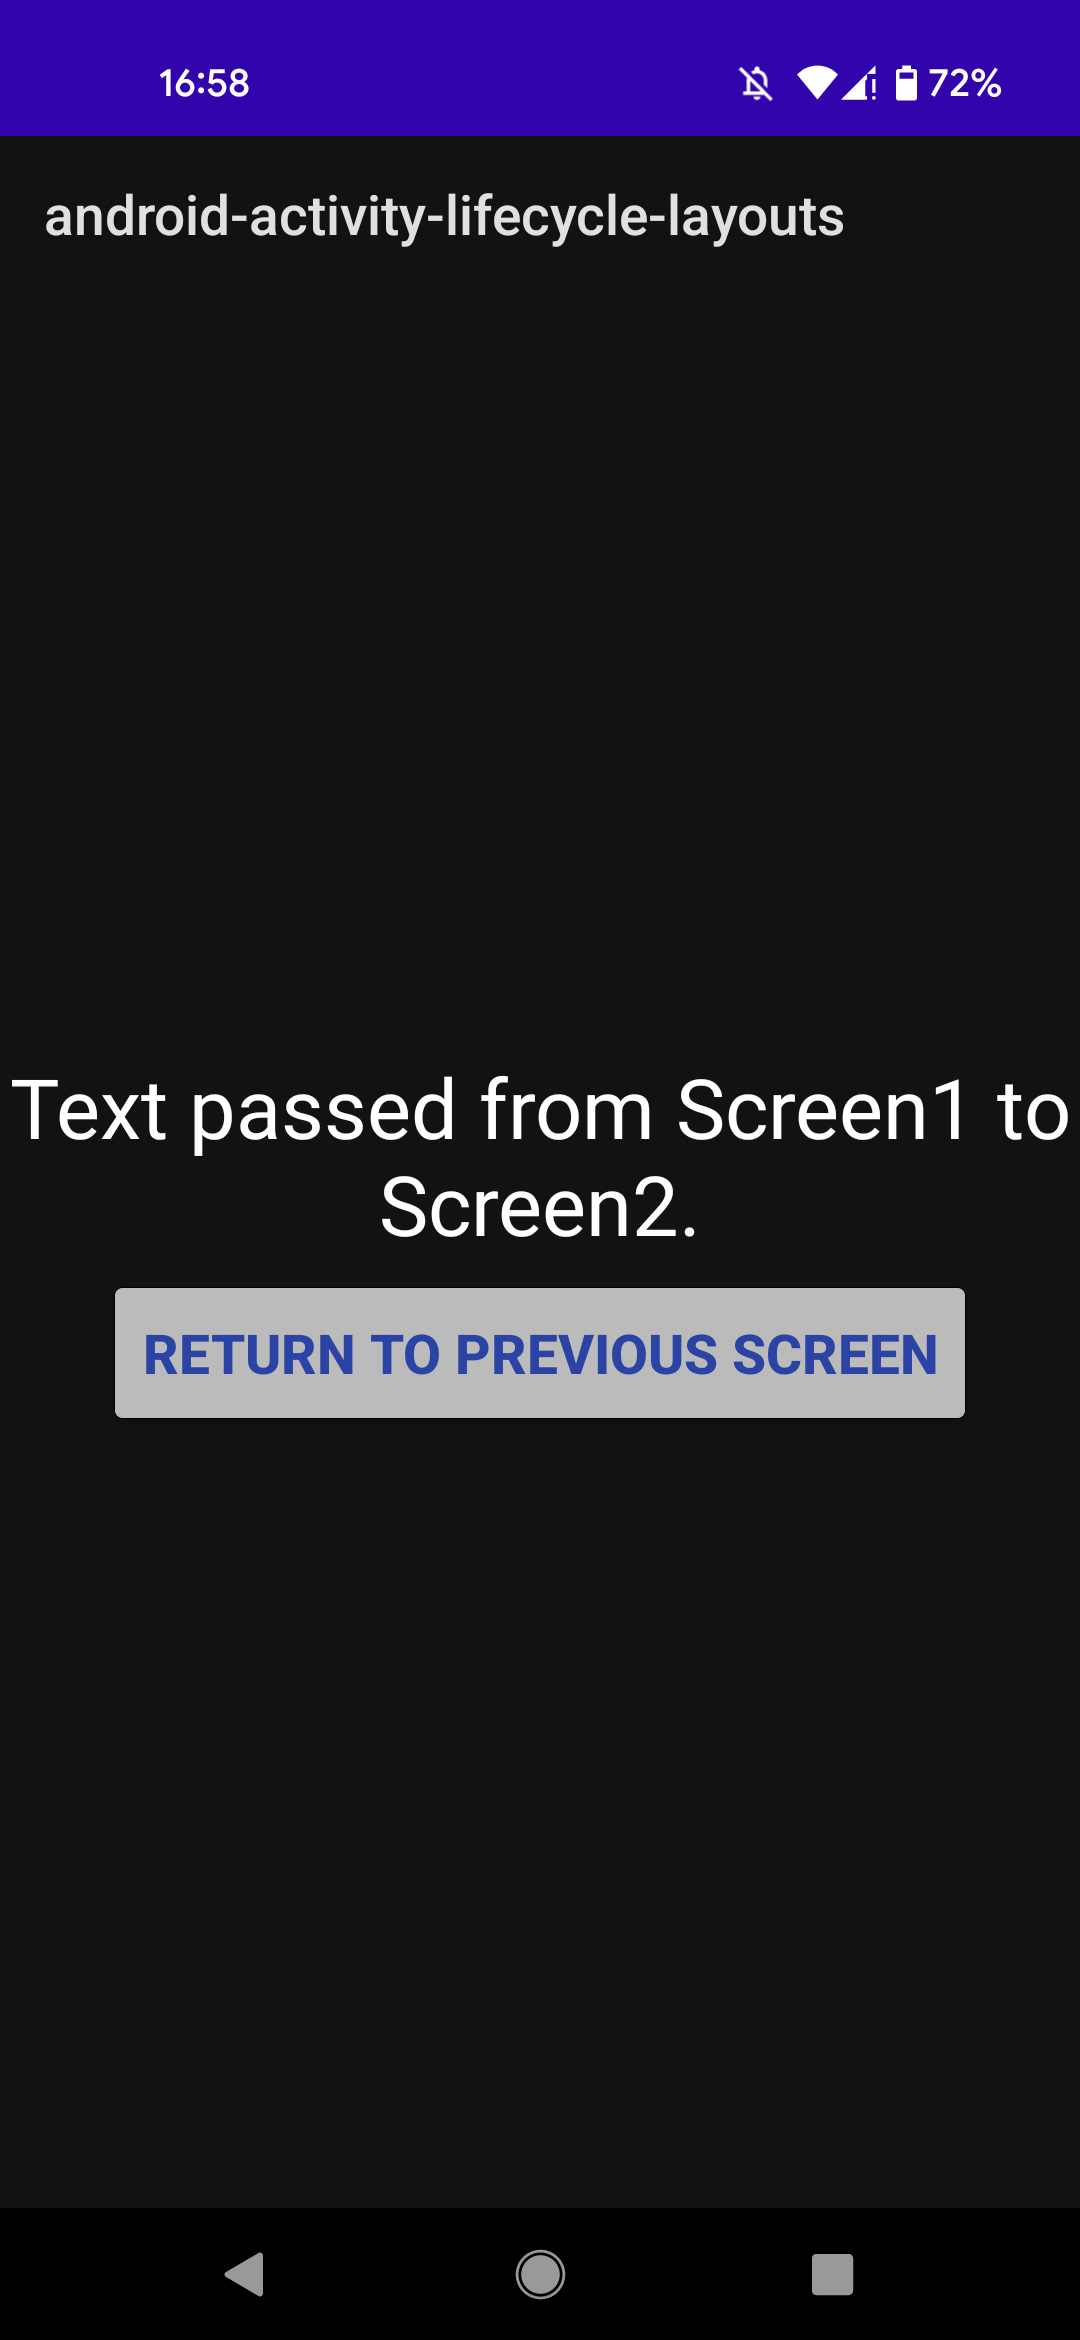 16:58 72%
android-activity-lifecycle-layouts
Text passed from Screen1 to
Screen2.
RETURN TO PREVIOUS SCREEN